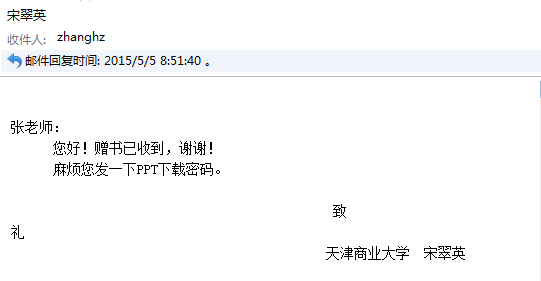 宋翠英
收件人: zhanghz
邮件回复时间: 2015/5/5 8:51:40 。
张老师：
您好！赠书已收到，谢谢！
麻烦您发一下PPT下载密码。
致
礼
天津商业大学 宋翠英